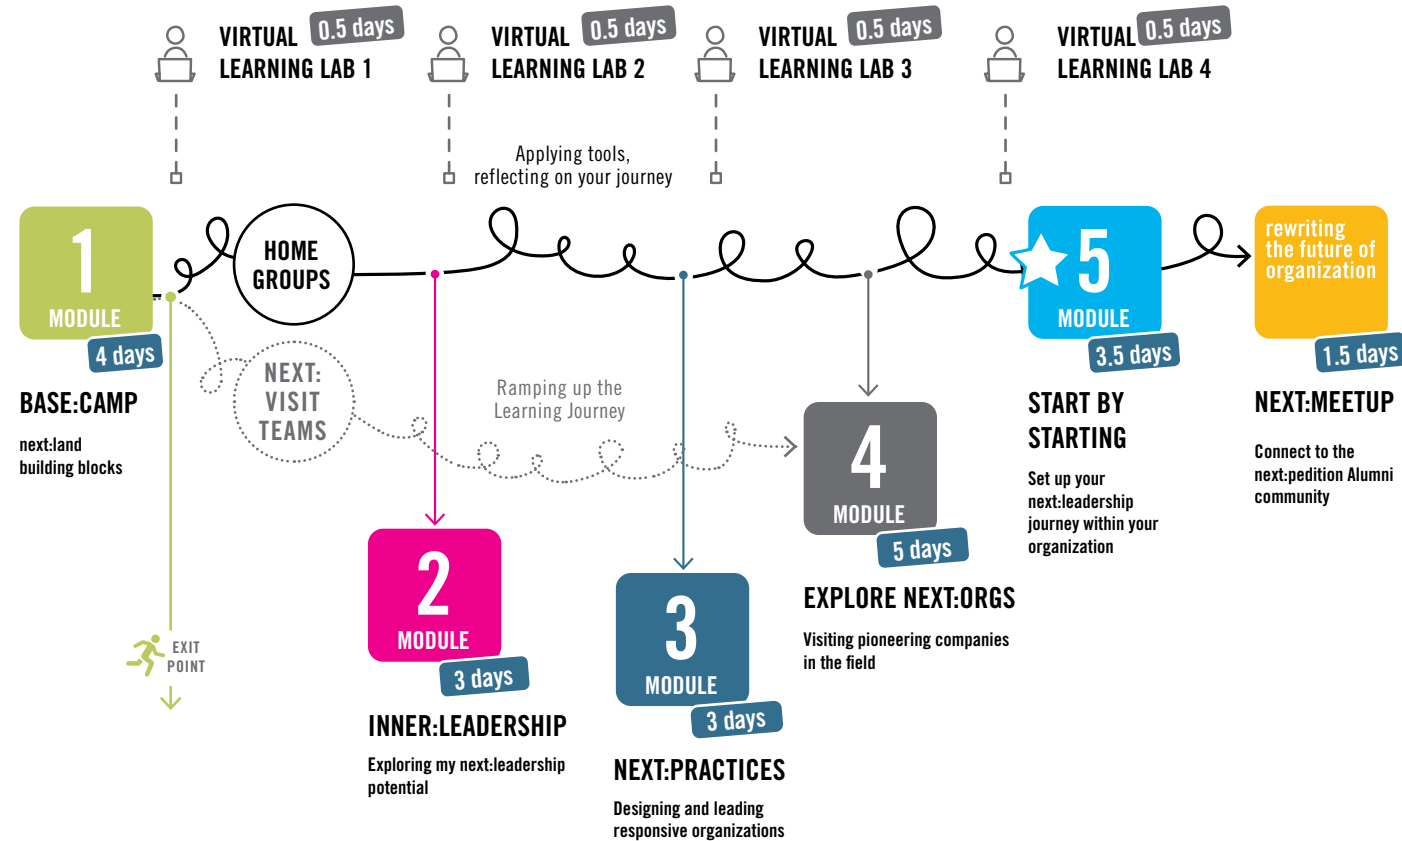 VIRTUAL 0.5 days
LEARNING LAB 1
VIRTUAL 0.5 days
LEARNING LAB 2
VIRTUAL 0.5 days
LEARNING LAB 3
VIRTUAL 0.5 days
LEARNING LAB 4
Applying tools,
reflecting on your journey
1
MODULE
4 days
BASE:CAMP
next:land
building blocks
HOME
GROUPS
NEXT:
VISIT
TEAMS
Ramping up the
Learning Journey
EXIT
POINT
2
MODULE
3 days
INNER:LEADERSHIP
Exploring my next:leadership
potential
3
MODULE
3 days
NEXT:PRACTICES
Designing and leading
responsive organizations
4
MODULE
5 days
EXPLORE NEXT:ORGS
Visiting pioneering companies
in the field
5
MODULE
3.5 days
START BY
STARTING
Set up your
next:leadership
journey within your
organization
rewriting
the future of
organization
1.5 days
NEXT:MEETUP
Connect to the
next:pedition Alumni
community